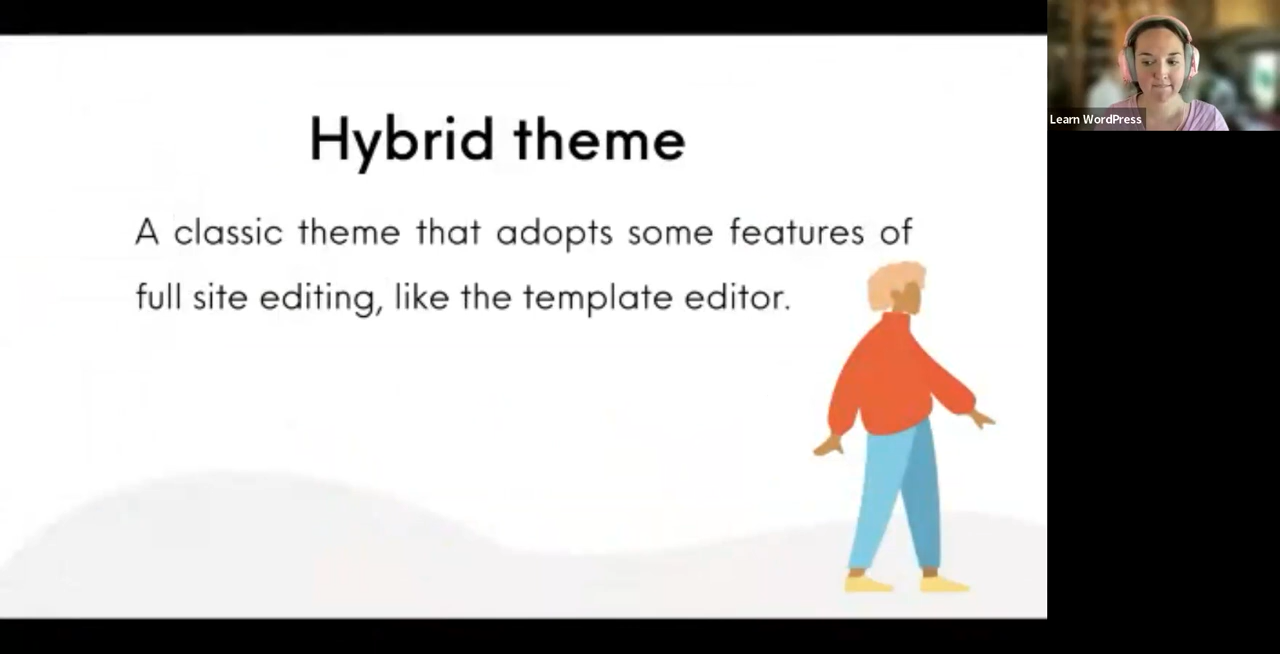 Hybrid theme
A classic theme that adopts some features of
full site editing, like the template editor.
Learn WordPress